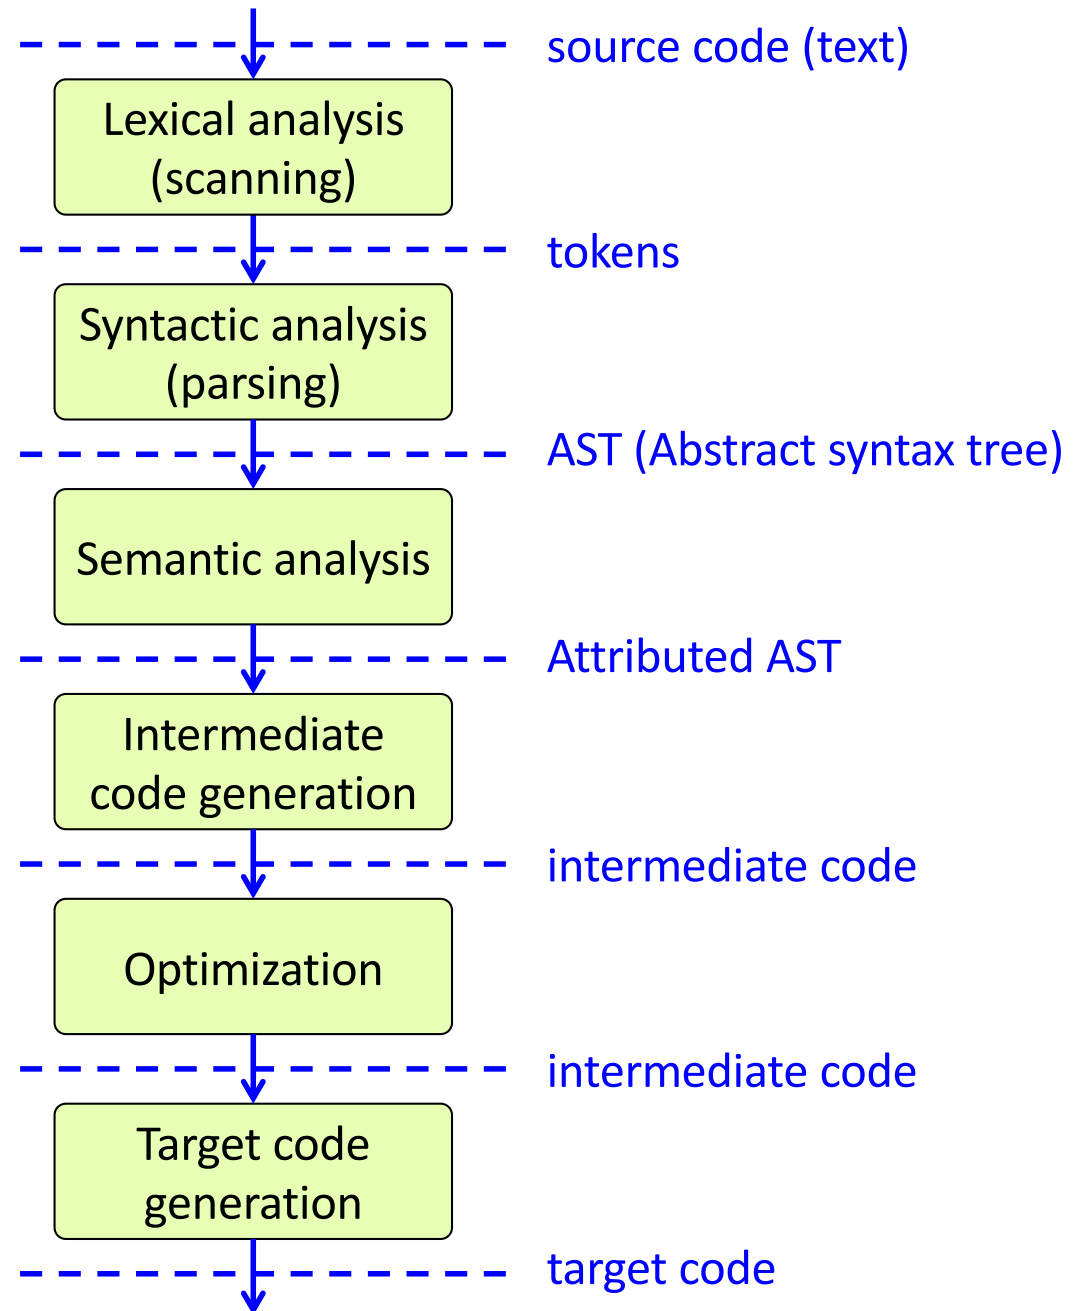 source code (text)
Lexical analysis
(scanning)
tokens
Syntactic analysis
(parsing)
AST (Abstract syntax tree)
Semantic analysis
Attributed AST
Intermediate
code generation
intermediate code
Optimization
intermediate code
Target code
generation
target code